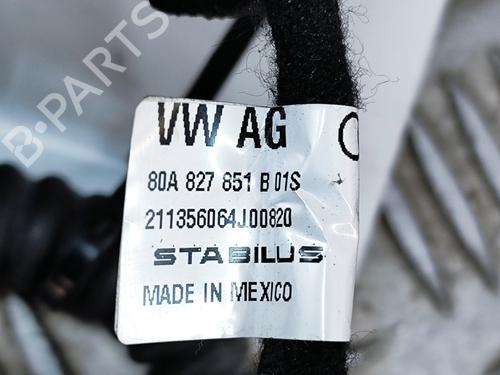 VW AG
80A 827 851 B 01S
211356064J00820
STABILUS
MADE IN MEXICO
B-PARTS